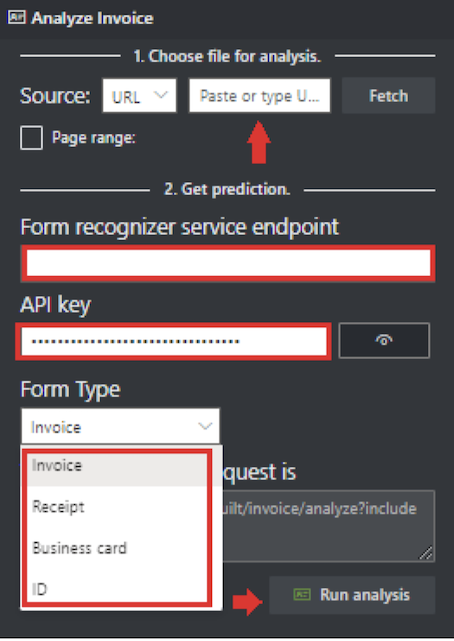 Analyze Invoice
1. Choose file for analysis.
Source: URL Paste or type U... Fetch
Page range:
2. Get prediction.
Form recognizer service endpoint
API key
••••••••••••••••••••••••••••••••
Form Type
Invoice
Invoice
quest is
Receipt
uilt/invoice/analyze?include
Business card
ID
Run analysis